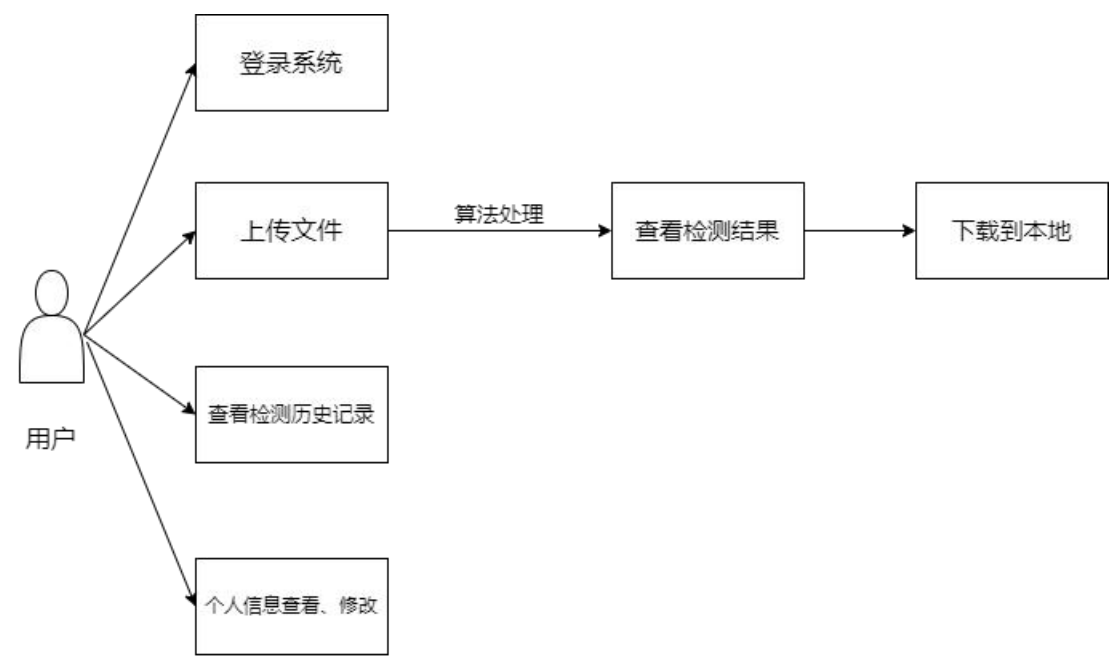 登录系统
上传文件
算法处理
查看检测结果
下载到本地
查看检测历史记录
用户
个人信息查看、修改